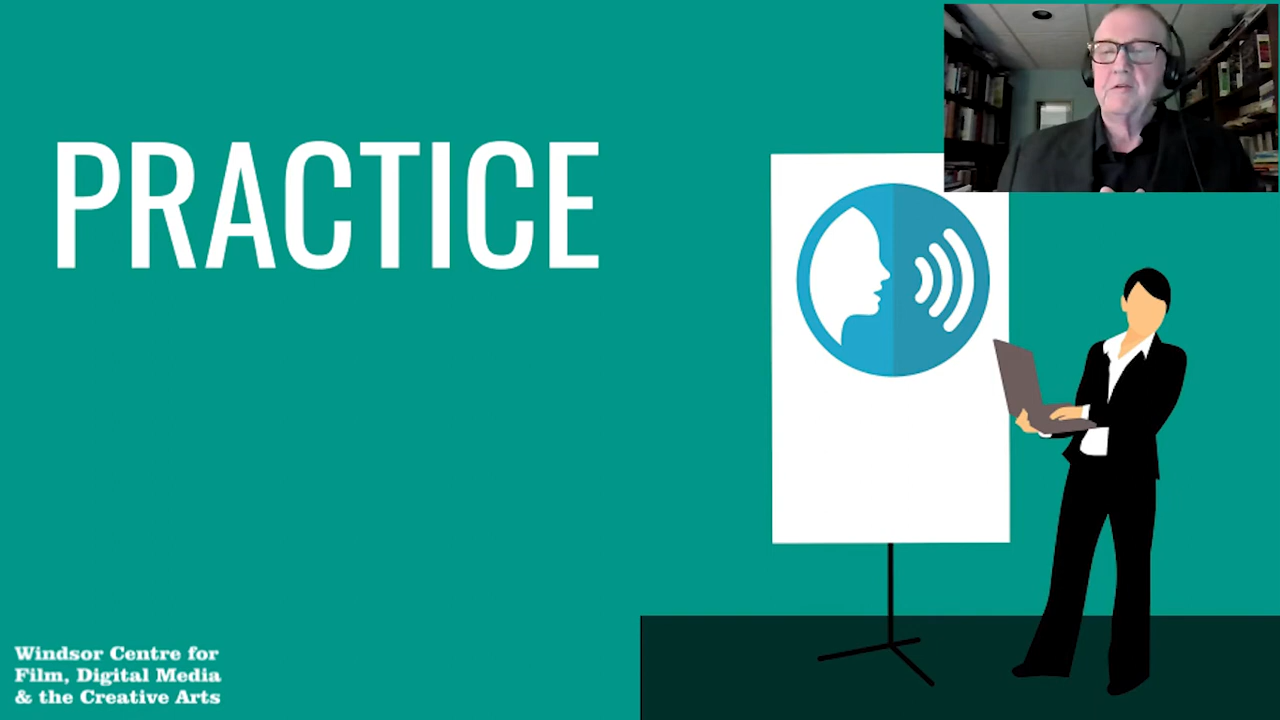 PRACTICE
Windsor Centre for
Film, Digital Media
& the Creative Arts